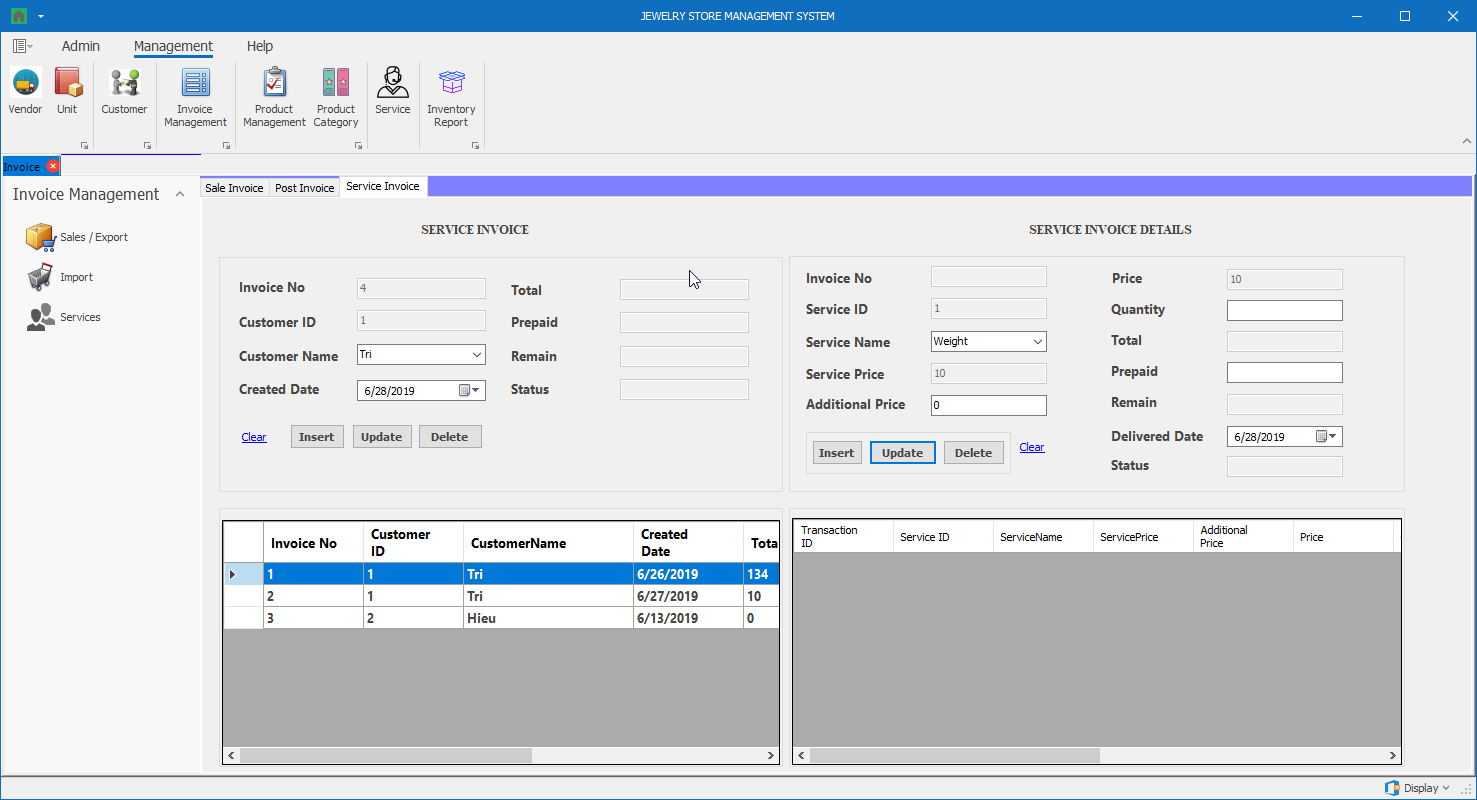 JEWELRY STORE MANAGEMENT SYSTEM
Admin
Management
Help
Vendor
Unit
Customer
Invoice
Management
Product
Management
Product
Category
Service
Inventory
Report
Invoice
Invoice Management
Sales / Export
Import
Services
Sale Invoice
Post Invoice
Service Invoice
SERVICE INVOICE
Invoice No 4
Customer ID 1
Customer Name Tri
Created Date 6/28/2019
Total
Prepaid
Remain
Status
Clear
Insert
Update
Delete
SERVICE INVOICE DETAILS
Invoice No
Service ID 1
Service Name Weight
Service Price 10
Additional Price 0
Price 10
Quantity
Total
Prepaid
Remain
Delivered Date 6/28/2019
Status
Insert
Update
Delete
Clear
Invoice No
Customer
ID
CustomerName
Created
Date
Tota
1 1 Tri 6/26/2019 134
2 1 Tri 6/27/2019 10
3 2 Hieu 6/13/2019 0
Transaction
ID
Service ID
ServiceName
ServicePrice
Additional
Price
Price
Display